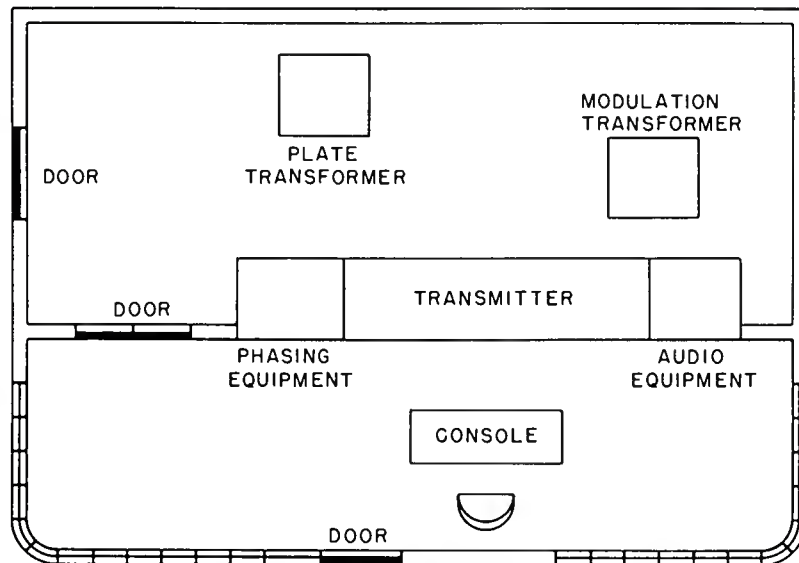 MODULATION
TRANSFORMER
PLATE
TRANSFORMER
DOOR
DOOR
TRANSMITTER
PHASING
EQUIPMENT
AUDIO
EQUIPMENT
CONSOLE
DOOR